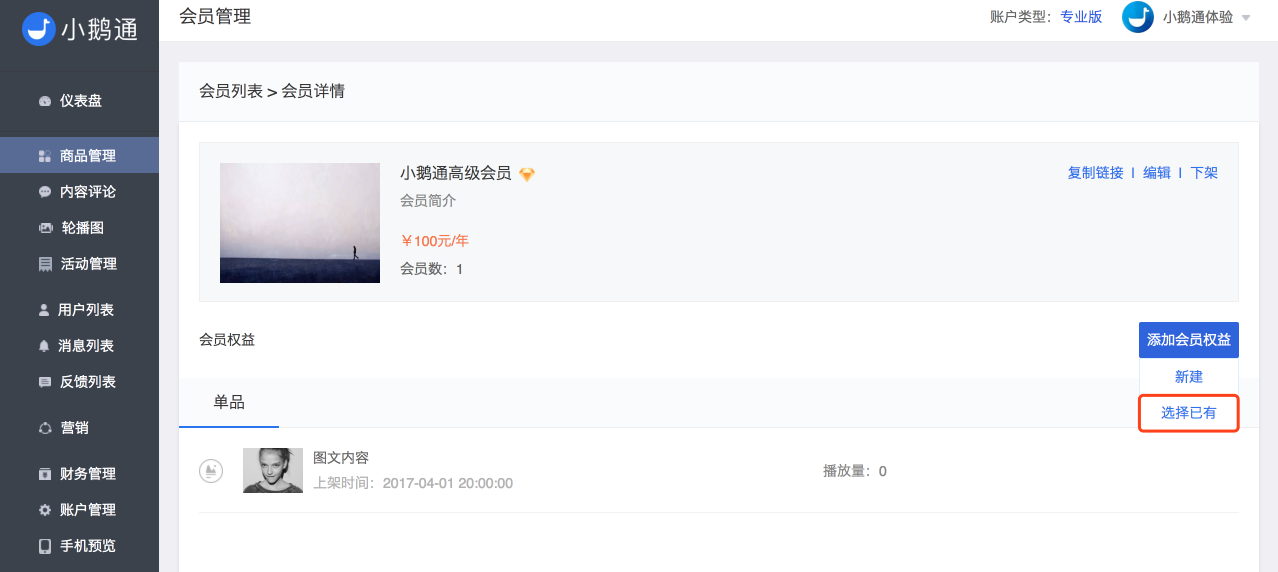 小鹅通
会员管理
账户类型：专业版
小鹅通体验
仪表盘
商品管理
内容评论
轮播图
活动管理
用户列表
消息列表
反馈列表
营销
财务管理
账户管理
手机预览
会员列表 > 会员详情
小鹅通高级会员
复制链接 | 编辑 | 下架
会员简介
￥100元/年
会员数：1
会员权益
添加会员权益
新建
选择已有
单品
图文内容
上架时间：2017-04-01 20:00:00
播放量：0